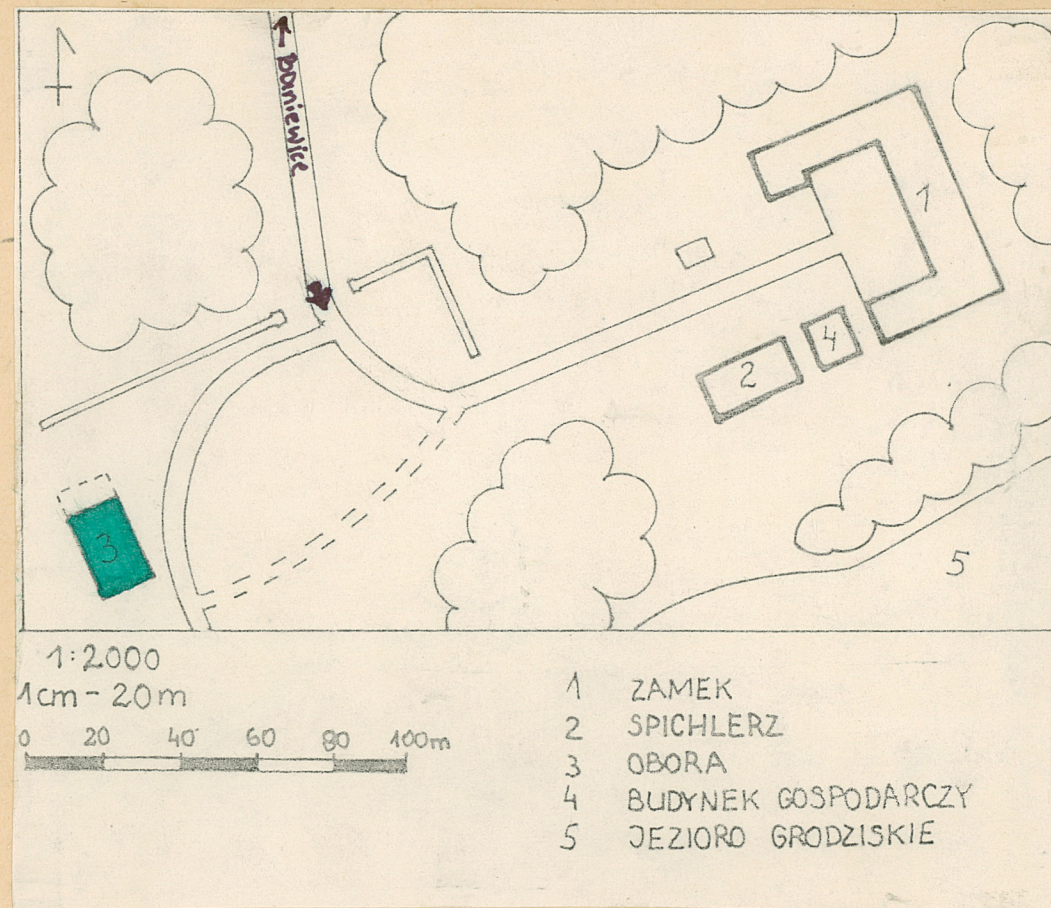 ← Baniewice
1
4
2
3
5
1:2000
1cm - 20m
0 20 40 60 80 100m
1 ZAMEK
2 SPICHLERZ
3 OBORA
4 BUDYNEK GOSPODARCZY
5 JEZIORO GRODZISKIE